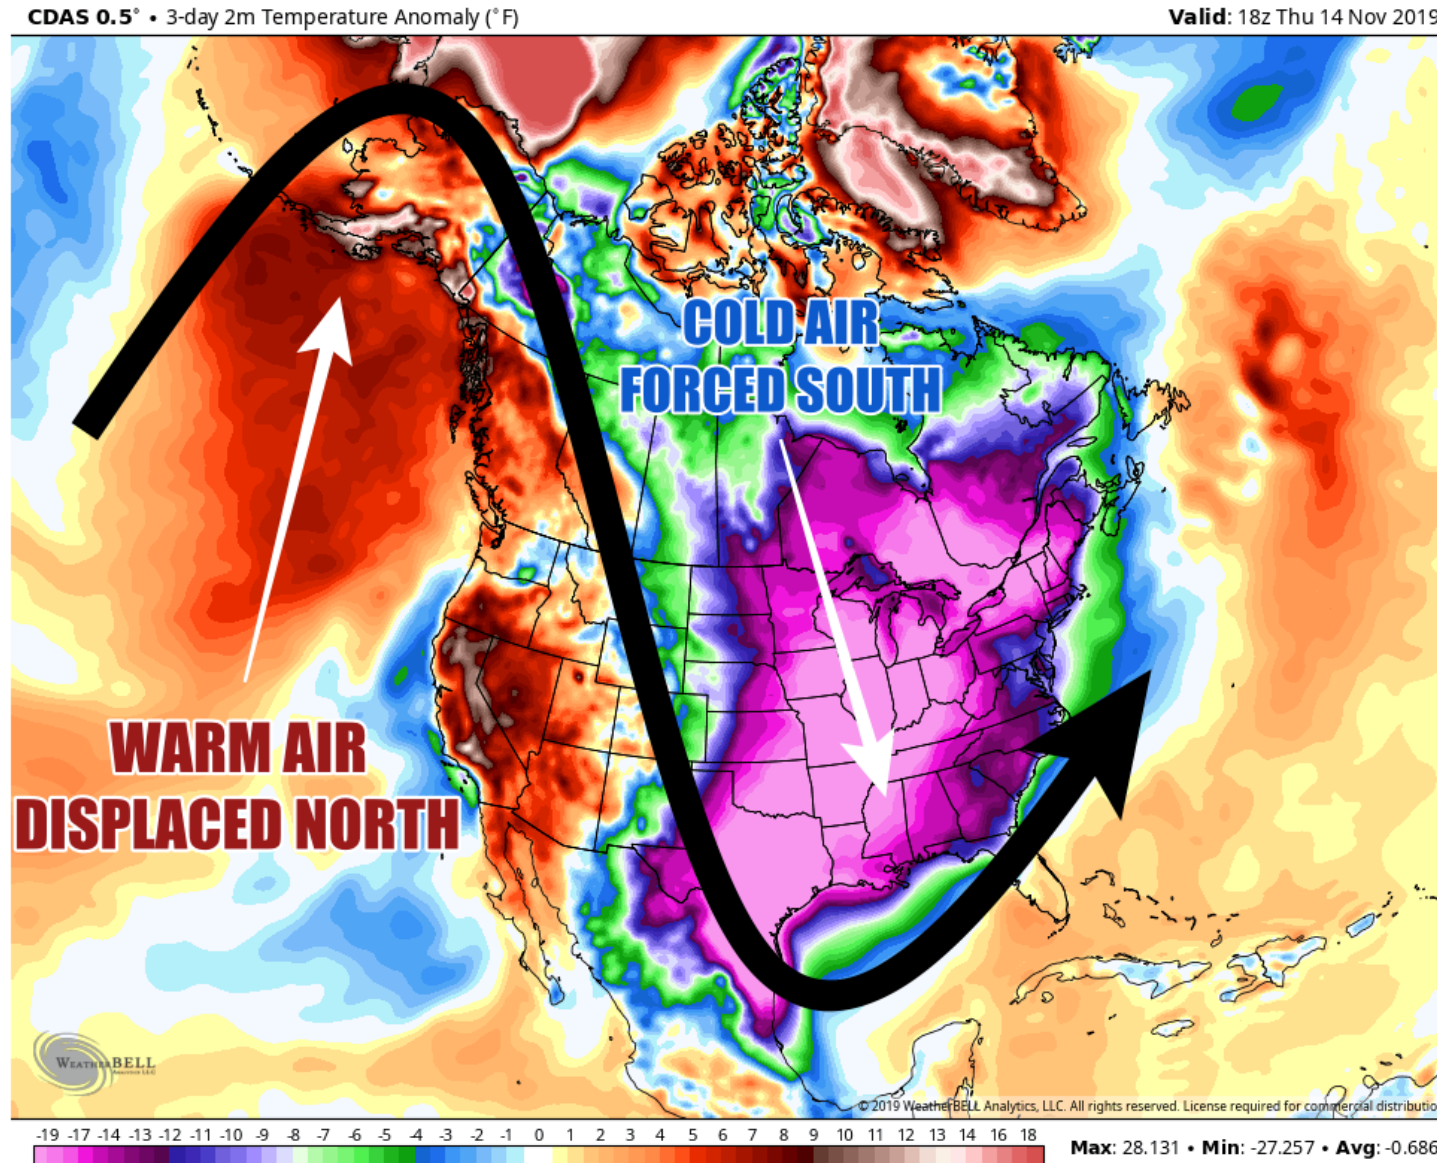 CDAS 0.5° • 3-day 2m Temperature Anomaly (°F)
Valid: 18z Thu 14 Nov 2019
COLD AIR
FORCED SOUTH
WARM AIR
DISPLACED NORTH
WEATHERBELL
Analytics LLC
© 2019 WeatherBELL Analytics, LLC. All rights reserved. License required for commercial distributio
-19 -17 -14 -13 -12 -11 -10 -9 -8 -7 -6 -5 -4 -3 -2 -1 0 1 2 3 4 5 6 7 8 9 10 11 12 13 14 16 18
Max: 28.131 • Min: -27.257 • Avg: -0.686